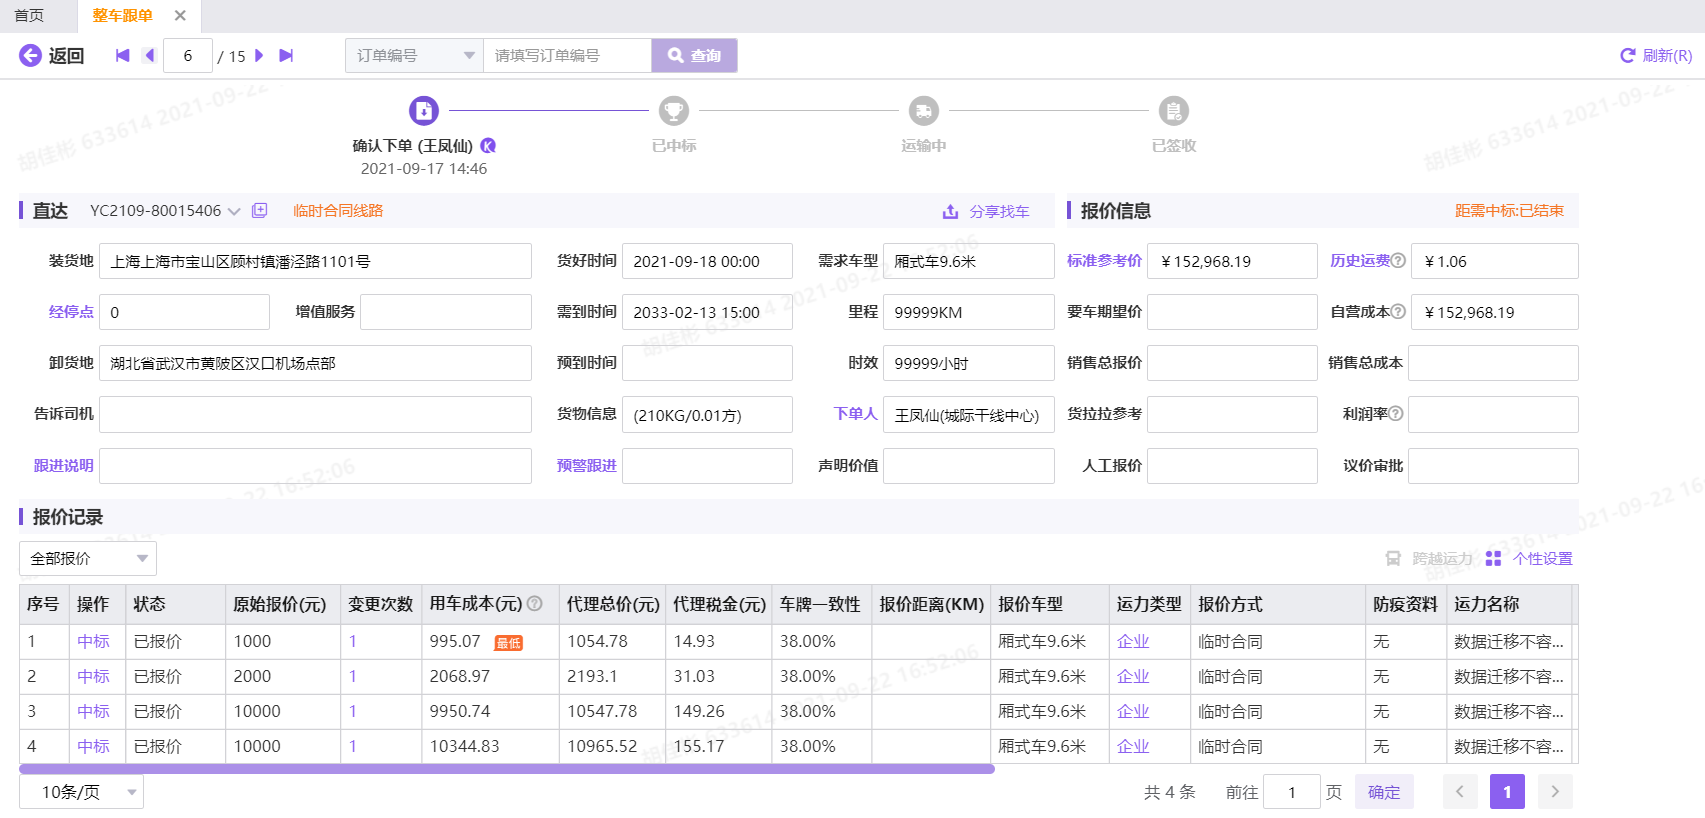 首页 整车跟单
返回 6 / 15 订单编号 请填写订单编号 查询 刷新(R)
确认下单 (王凤仙) K 已中标 运输中 已签收
2021-09-17 14:46
直达 YC2109-80015406 临时合同线路 分享找车 报价信息 距需中标:已结束
装货地 上海上海市宝山区顾村镇潘泾路1101号 货好时间 2021-09-18 00:00 需求车型 厢式车9.6米 标准参考价 ￥152,968.19 历史运费 ￥1.06
经停点 0 增值服务 需到时间 2033-02-13 15:00 里程 99999KM 要车期望价 自营成本 ￥152,968.19
卸货地 湖北省武汉市黄陂区汉口机场点部 预到时间 时效 99999小时 销售总报价 销售总成本
告诉司机 货物信息 (210KG/0.01方) 下单人 王凤仙(城际干线中心) 货拉拉参考 利润率
跟进说明 预警跟进 声明价值 人工报价 议价审批
报价记录
全部报价 跨越运力 个性设置
序号 操作 状态 原始报价(元) 变更次数 用车成本(元) 代理总价(元) 代理税金(元) 车牌一致性 报价距离(KM) 报价车型 运力类型 报价方式 防疫资料 运力名称
1 中标 已报价 1000 1 995.07 最低 1054.78 14.93 38.00% 厢式车9.6米 企业 临时合同 无 数据迁移不容...
2 中标 已报价 2000 1 2068.97 2193.1 31.03 38.00% 厢式车9.6米 企业 临时合同 无 数据迁移不容...
3 中标 已报价 10000 1 9950.74 10547.78 149.26 38.00% 厢式车9.6米 企业 临时合同 无 数据迁移不容...
4 中标 已报价 10000 1 10344.83 10965.52 155.17 38.00% 厢式车9.6米 企业 临时合同 无 数据迁移不容...
10条/页 共 4 条 前往 1 页 确定 1
胡佳彬 633614 2021-09-22
胡佳彬 633614 2021-09-22
胡佳彬 633614 2021-09-22 16:52:06
胡佳彬 633614 2021-09-22 16:52:06